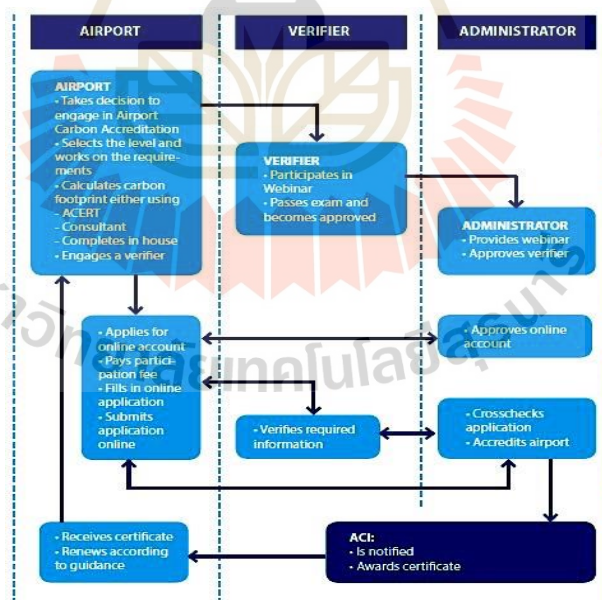 AIRPORT
VERIFIER
ADMINISTRATOR
AIRPORT
• Takes decision to
engage in Airport
Carbon Accreditation
• Selects the level and
works on the require-
ments
• Calculates carbon
footprint either using
- ACERT
- Consultant
- Completes in house
• Engages a verifier
VERIFIER
• Participates in
Webinar
• Passes exam and
becomes approved
ADMINISTRATOR
• Provides webinar
• Approves verifier
• Applies for
online account
• Pays partici-
pation fee
• Fills in online
application
• Submits
application
online
• Approves online
account
• Verifies required
information
• Crosschecks
application
• Accredits airport
• Receives certificate
• Renews according
to guidance
ACI:
• Is notified
• Awards certificate